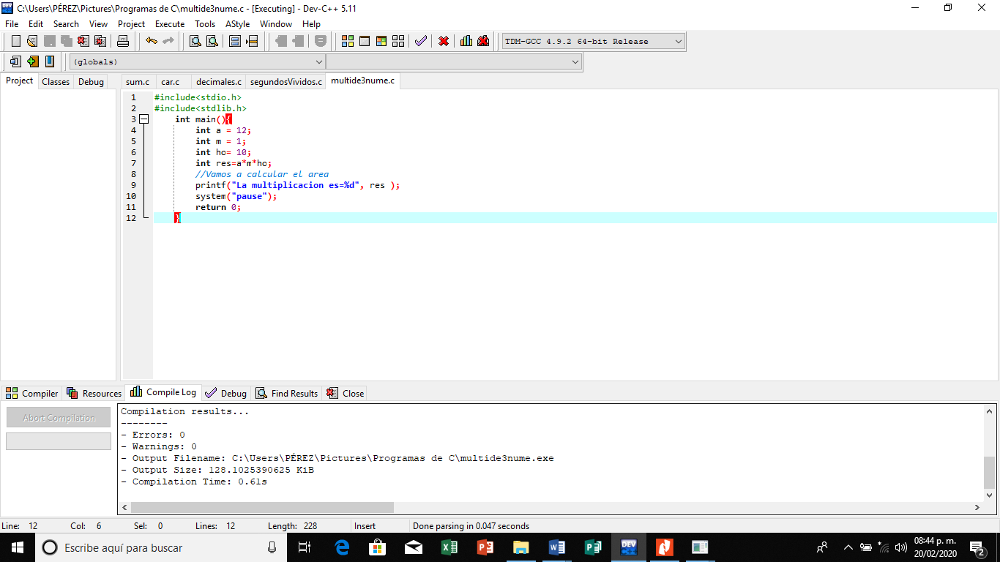 C:\Users\PÉREZ\Pictures\Programas de C\multide3nume.c - [Executing] - Dev-C++ 5.11
File Edit Search View Project Execute Tools AStyle Window Help
TDM-GCC 4.9.2 64-bit Release
(globals)
Project Classes Debug
sum.c car.c decimales.c segundosVividos.c multide3nume.c
1 #include<stdio.h>
2 #include<stdlib.h>
3 int main(){
4 int a = 12;
5 int m = 1;
6 int ho= 10;
7 int res=a*m*ho;
8 //Vamos a calcular el area
9 printf("La multiplicacion es=%d", res );
10 system("pause");
11 return 0;
12 }
Compiler Resources Compile Log Debug Find Results Close
Abort Compilation
Compilation results...
--------
- Errors: 0
- Warnings: 0
- Output Filename: C:\Users\PÉREZ\Pictures\Programas de C\multide3nume.exe
- Output Size: 128.1025390625 KiB
- Compilation Time: 0.61s
Line: 12 Col: 6 Sel: 0 Lines: 12 Length: 228 Insert Done parsing in 0.047 seconds
Escribe aquí para buscar
DEV
08:44 p. m.
20/02/2020
2